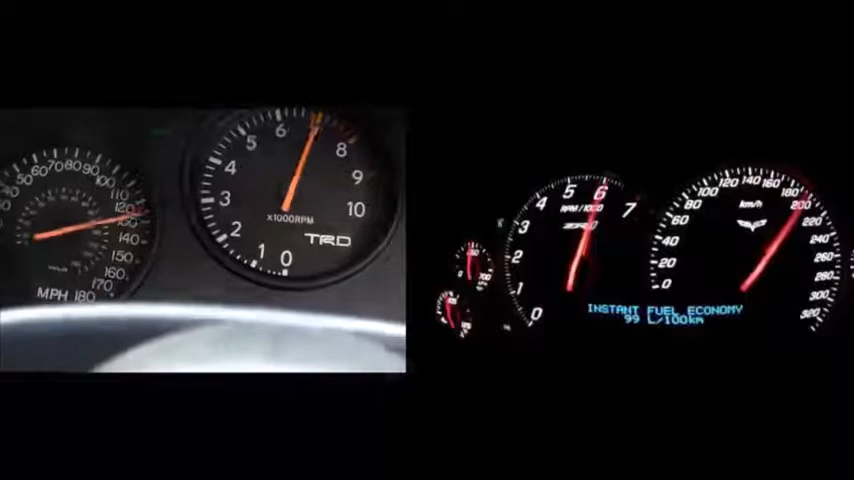 50 60 70 80 90 100 110 120 130 140 150 160 170 180
MPH
0 1 2 3 4 5 6 7 8 9 10
x1000RPM
TRD
0 1 2 3 4 5 6 7
RPM/1000
0 20 40 60 80 100 120 140 160 180 200 220 240 260 280 300 320
km/h
INSTANT FUEL ECONOMY
99 L/100km